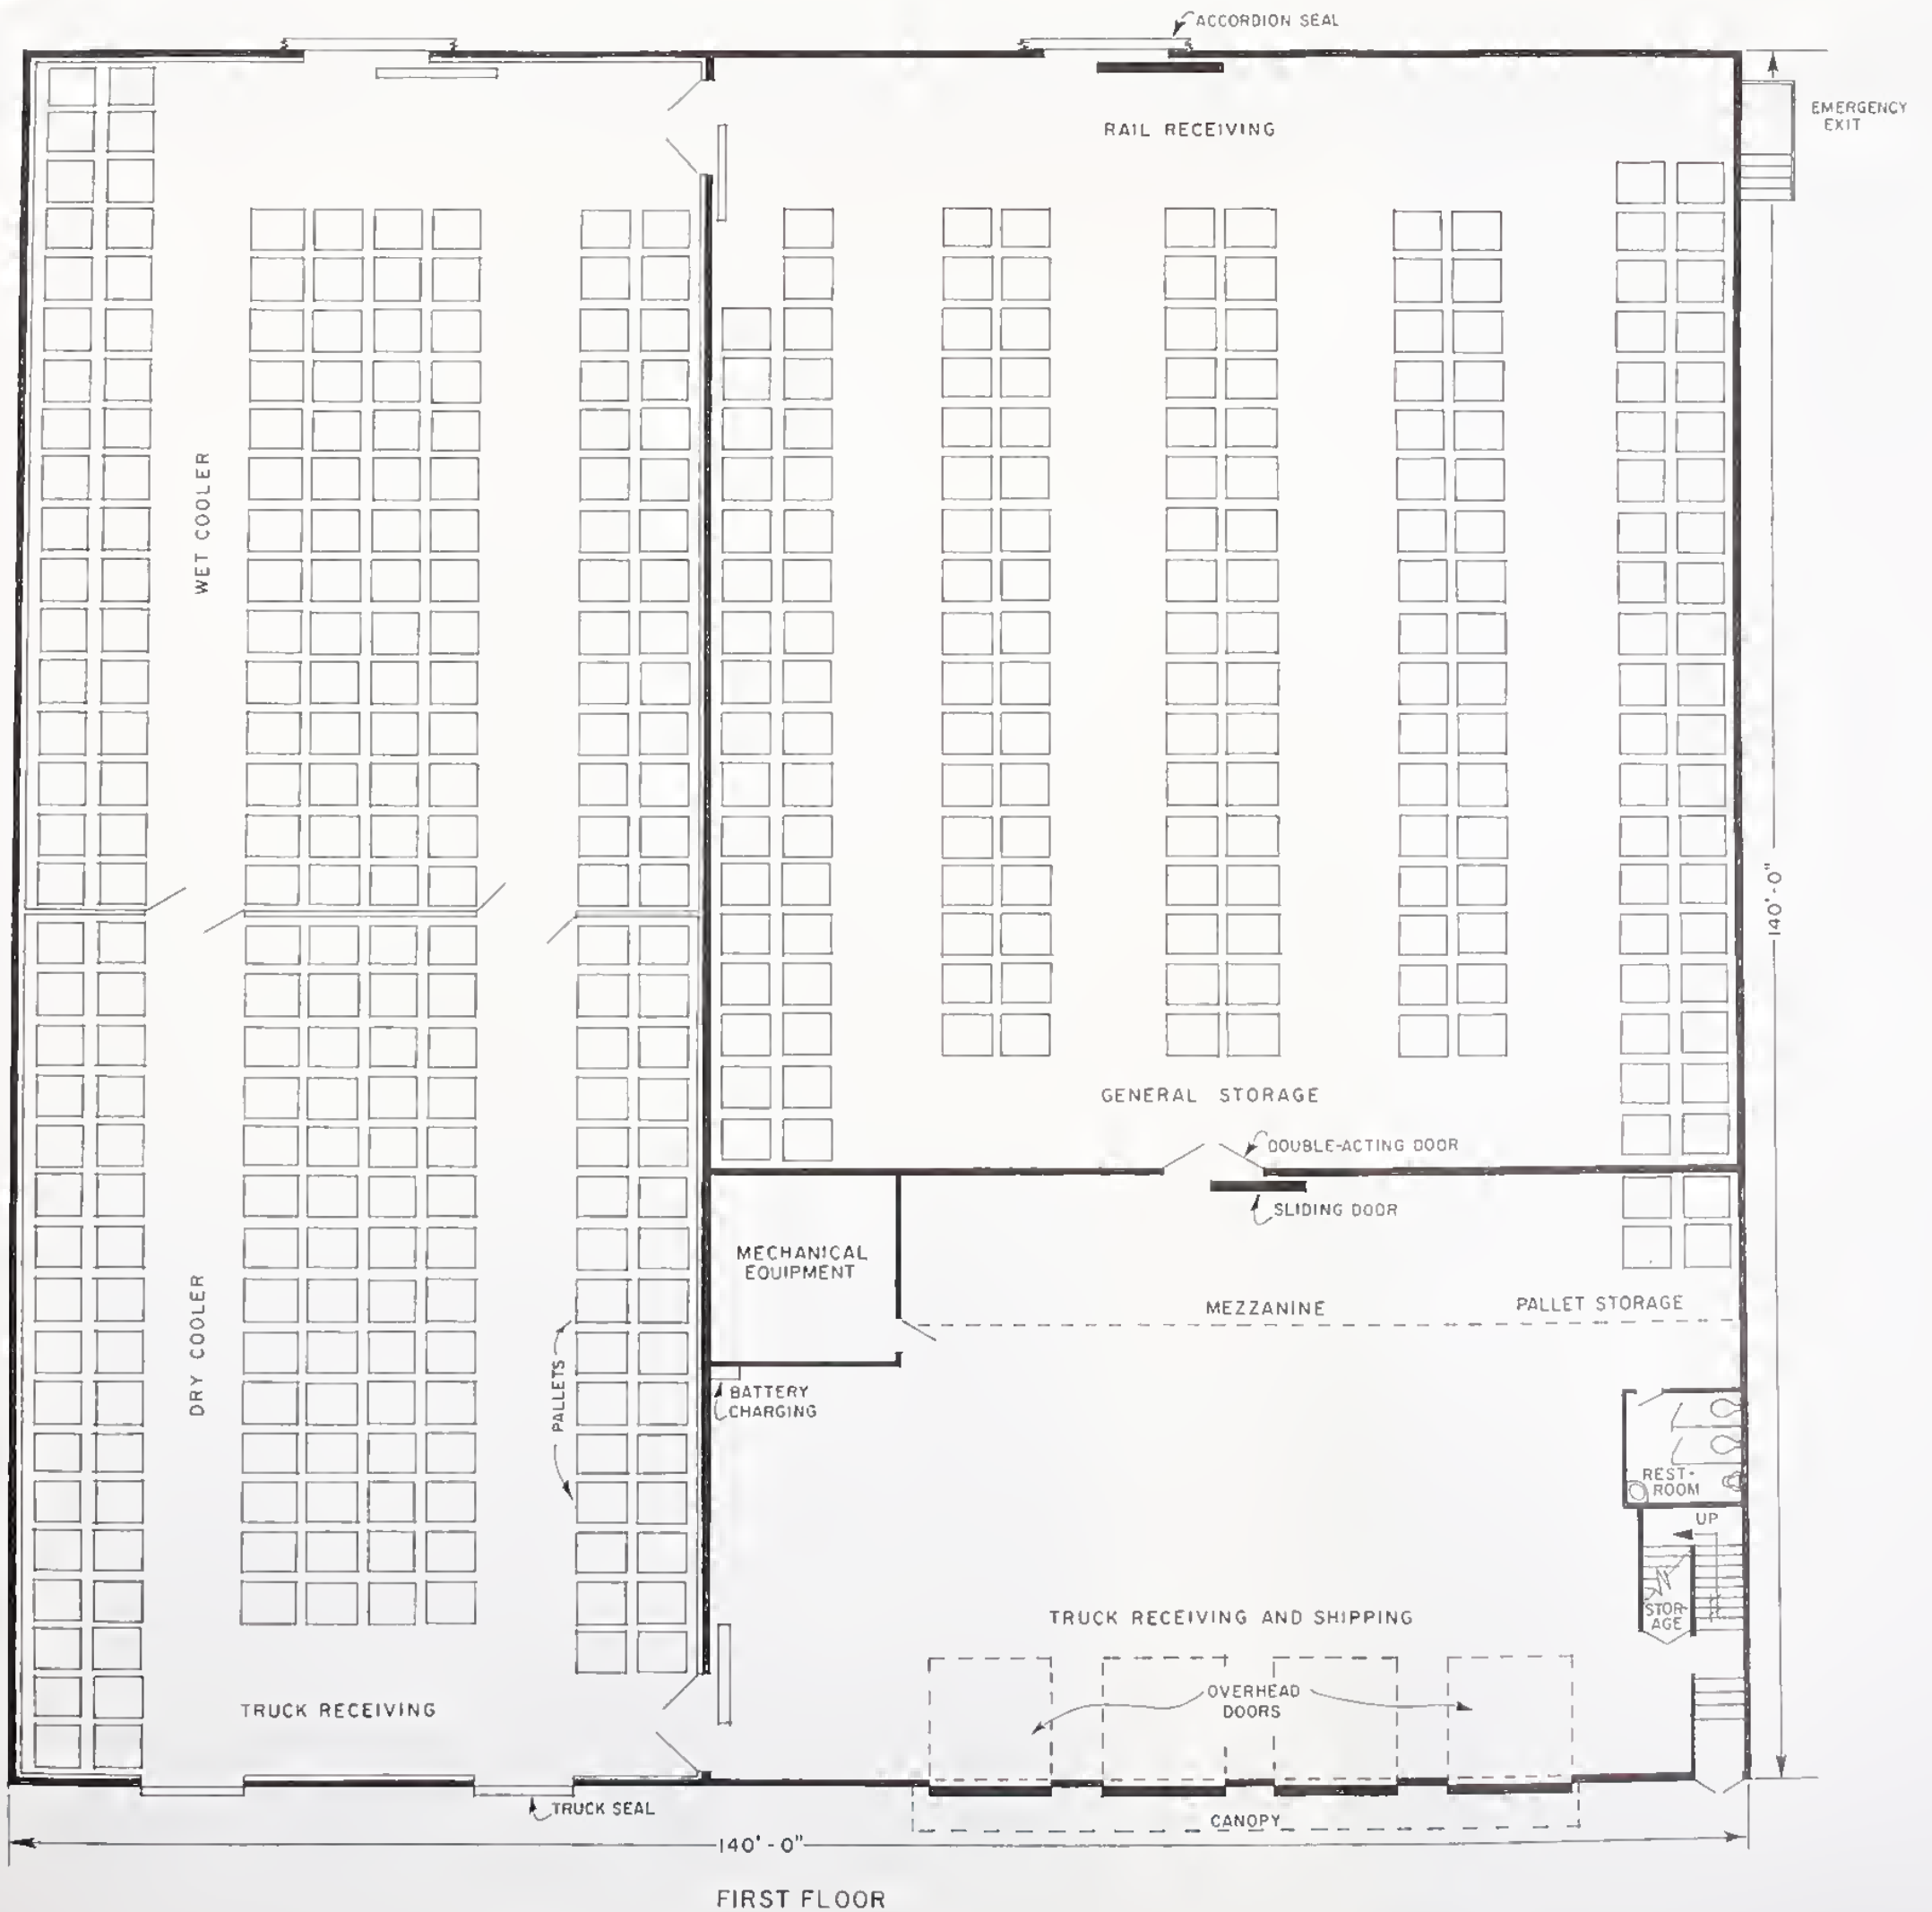 ACCORDION SEAL
EMERGENCY
EXIT
RAIL RECEIVING
WET COOLER
140'-0"
GENERAL STORAGE
DOUBLE-ACTING DOOR
SLIDING DOOR
MECHANICAL
EQUIPMENT
MEZZANINE
PALLET STORAGE
DRY COOLER
PALLETS
BATTERY
CHARGING
REST-
ROOM
UP
STOR-
AGE
TRUCK RECEIVING AND SHIPPING
OVERHEAD
DOORS
TRUCK RECEIVING
TRUCK SEAL
CANOPY
140'-0"
FIRST FLOOR